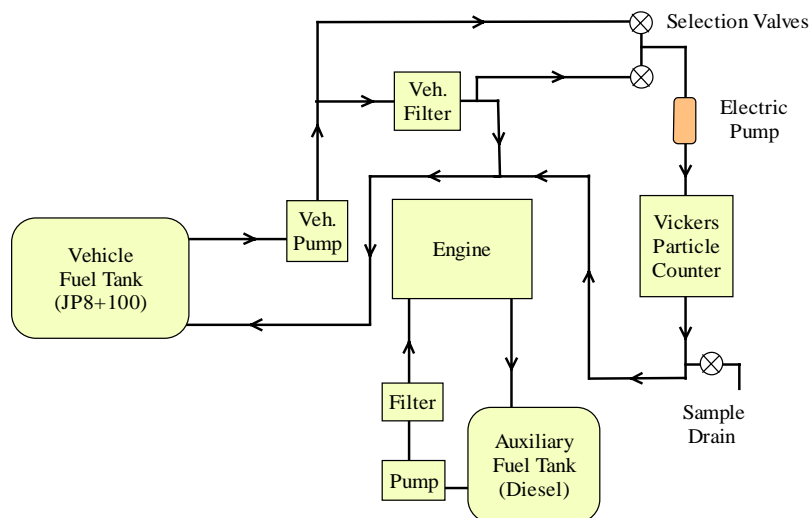 Selection Valves
Veh.
Filter
Electric
Pump
Veh.
Pump
Vehicle
Fuel Tank
(JP8+100)
Engine
Vickers
Particle
Counter
Filter
Sample
Drain
Auxiliary
Fuel Tank
(Diesel)
Pump